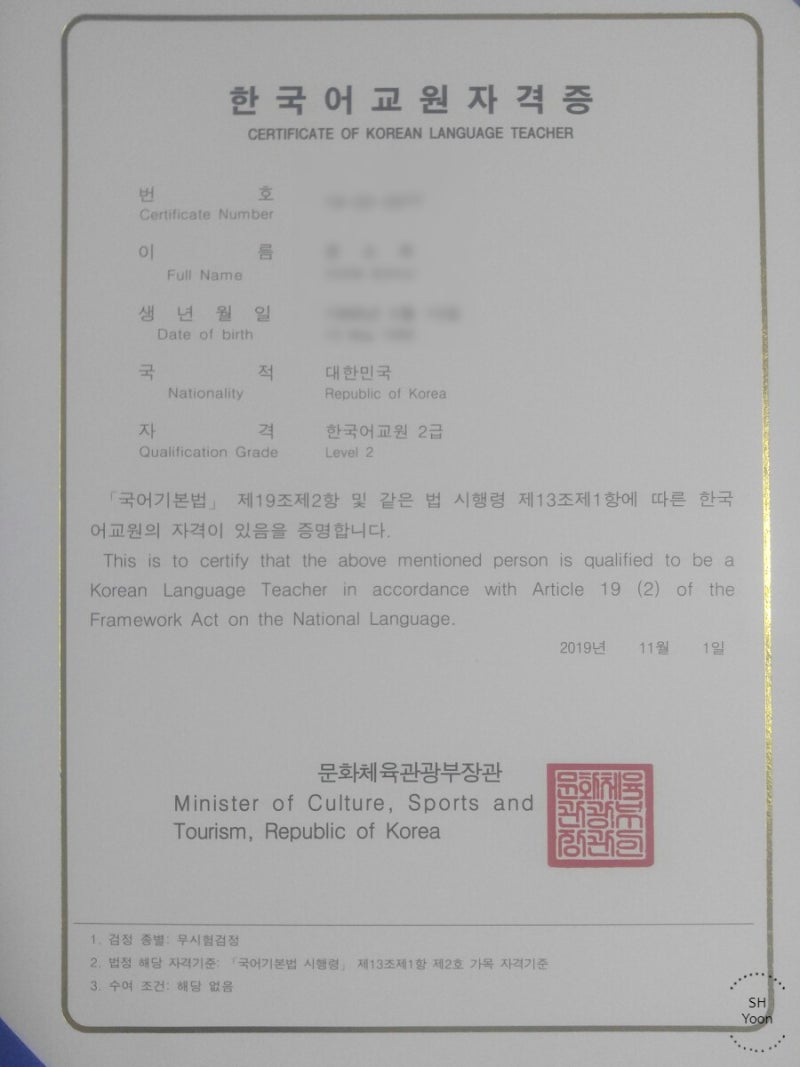 한국어교원자격증
CERTIFICATE OF KOREAN LANGUAGE TEACHER
번 호
Certificate Number
이 름
Full Name
생 년 월 일
Date of birth
국 적 대한민국
Nationality Republic of Korea
자 격 한국어교원 2급
Qualification Grade Level 2
「국어기본법」 제19조제2항 및 같은 법 시행령 제13조제1항에 따른 한국
어교원의 자격이 있음을 증명합니다.
This is to certify that the above mentioned person is qualified to be a
Korean Language Teacher in accordance with Article 19 (2) of the
Framework Act on the National Language.
2019년 11월 1일
문화체육관광부장관
Minister of Culture, Sports and
Tourism, Republic of Korea
문화체육
관광부
장관인
1. 검정 종별: 무시험검정
2. 법정 해당 자격기준: 「국어기본법 시행령」 제13조제1항 제2호 가목 자격기준
3. 수여 조건: 해당 없음
SH
Yoon